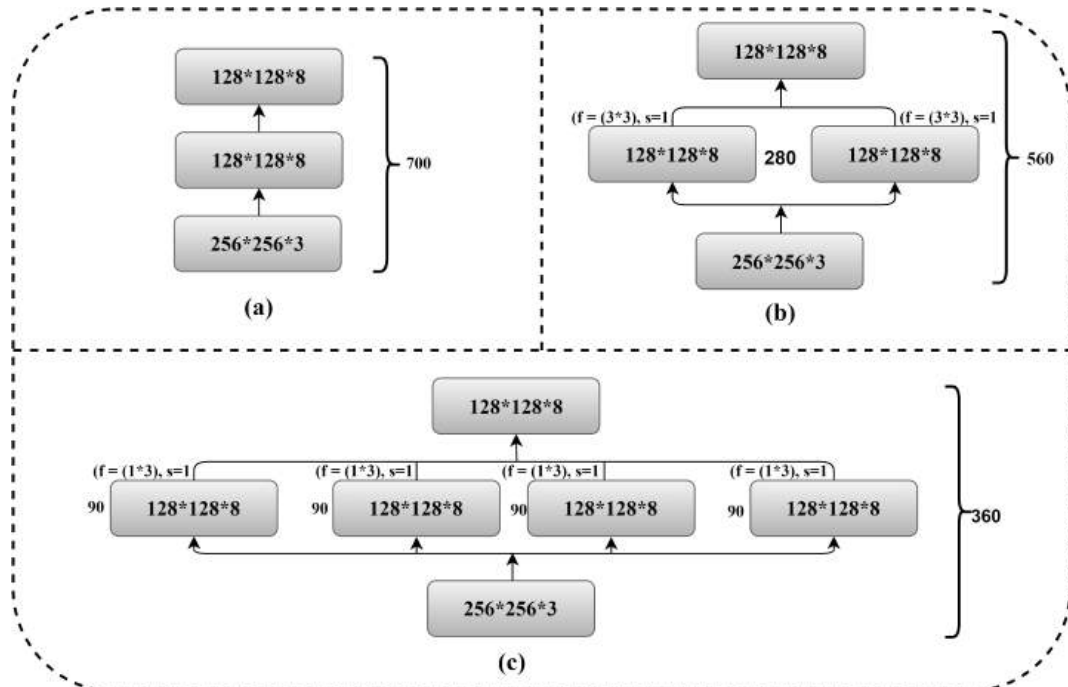 128*128*8
128*128*8
700
256*256*3
(a)
128*128*8
(f = (3*3), s=1
(f = (3*3), s=1
128*128*8
280
128*128*8
560
256*256*3
(b)
128*128*8
(f = (1*3), s=1
(f = (1*3), s=1
(f = (1*3), s=1
(f = (1*3), s=1
90
128*128*8
90
128*128*8
90
128*128*8
90
128*128*8
360
256*256*3
(c)